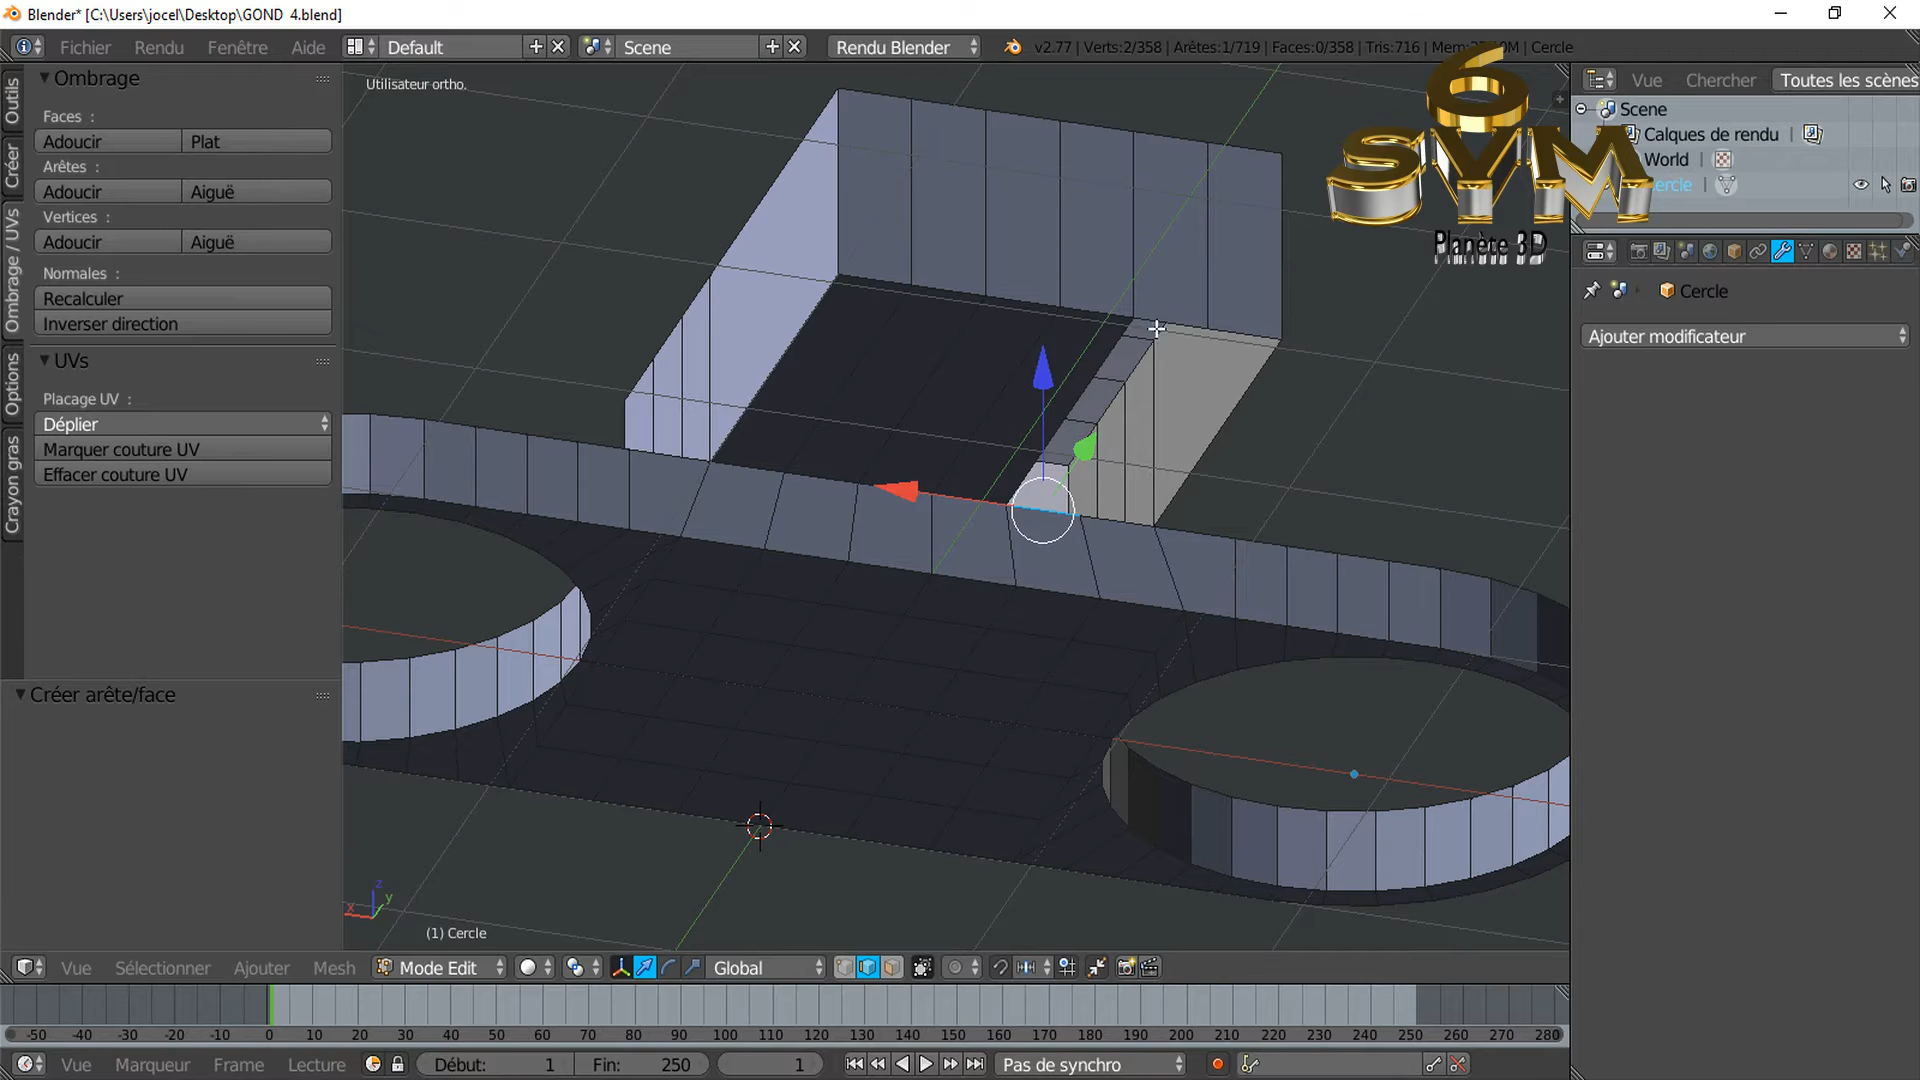 Blender* [C:\Users\jocel\Desktop\GOND 4.blend]
Fichier Rendu Fenêtre Aide Default Scene Rendu Blender v2.77 | Verts:2/358 | Arêtes:1/719 | Faces:0/358 | Tris:716 | Mem: M | Cercle
Ombrage
Faces :
Adoucir Plat
Arêtes :
Adoucir Aiguë
Vertices :
Adoucir Aiguë
Normales :
Recalculer
Inverser direction
UVs
Placage UV :
Déplier
Marquer couture UV
Effacer couture UV
Créer arête/face
Outils
Créer
Ombrage / UVs
Options
Crayon gras
Utilisateur ortho.
6
SYM
Planète 3D
Vue Chercher Toutes les scènes
Scene
Calques de rendu
World
ercle
Cercle
Ajouter modificateur
z
y
x
(1) Cercle
Vue Sélectionner Ajouter Mesh Mode Edit Global
-50 -40 -30 -20 -10 0 10 20 30 40 50 60 70 80 90 100 110 120 130 140 150 160 170 180 190 200 210 220 230 240 250 260 270 280
Vue Marqueur Frame Lecture Début: 1 Fin: 250 1 Pas de synchro